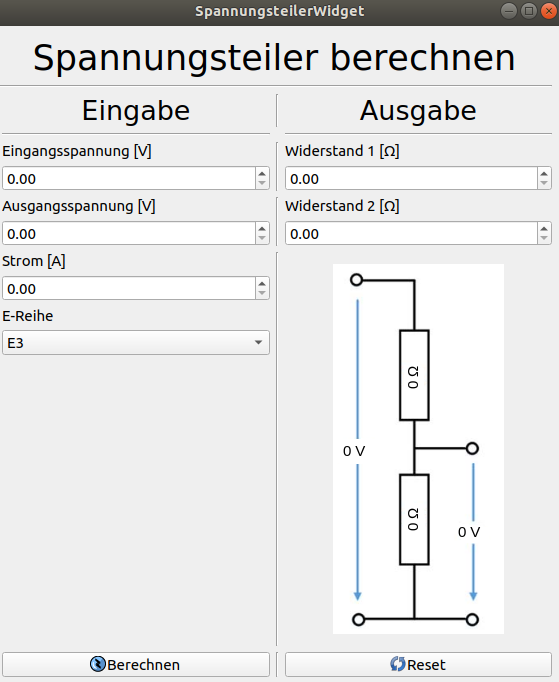 SpannungsteilerWidget
Spannungsteiler berechnen
Eingabe
Ausgabe
Eingangsspannung [V]
0.00
Ausgangsspannung [V]
0.00
Strom [A]
0.00
E-Reihe
E3
Widerstand 1 [Ω]
0.00
Widerstand 2 [Ω]
0.00
0 Ω
0 V
0 Ω
0 V
Berechnen
Reset